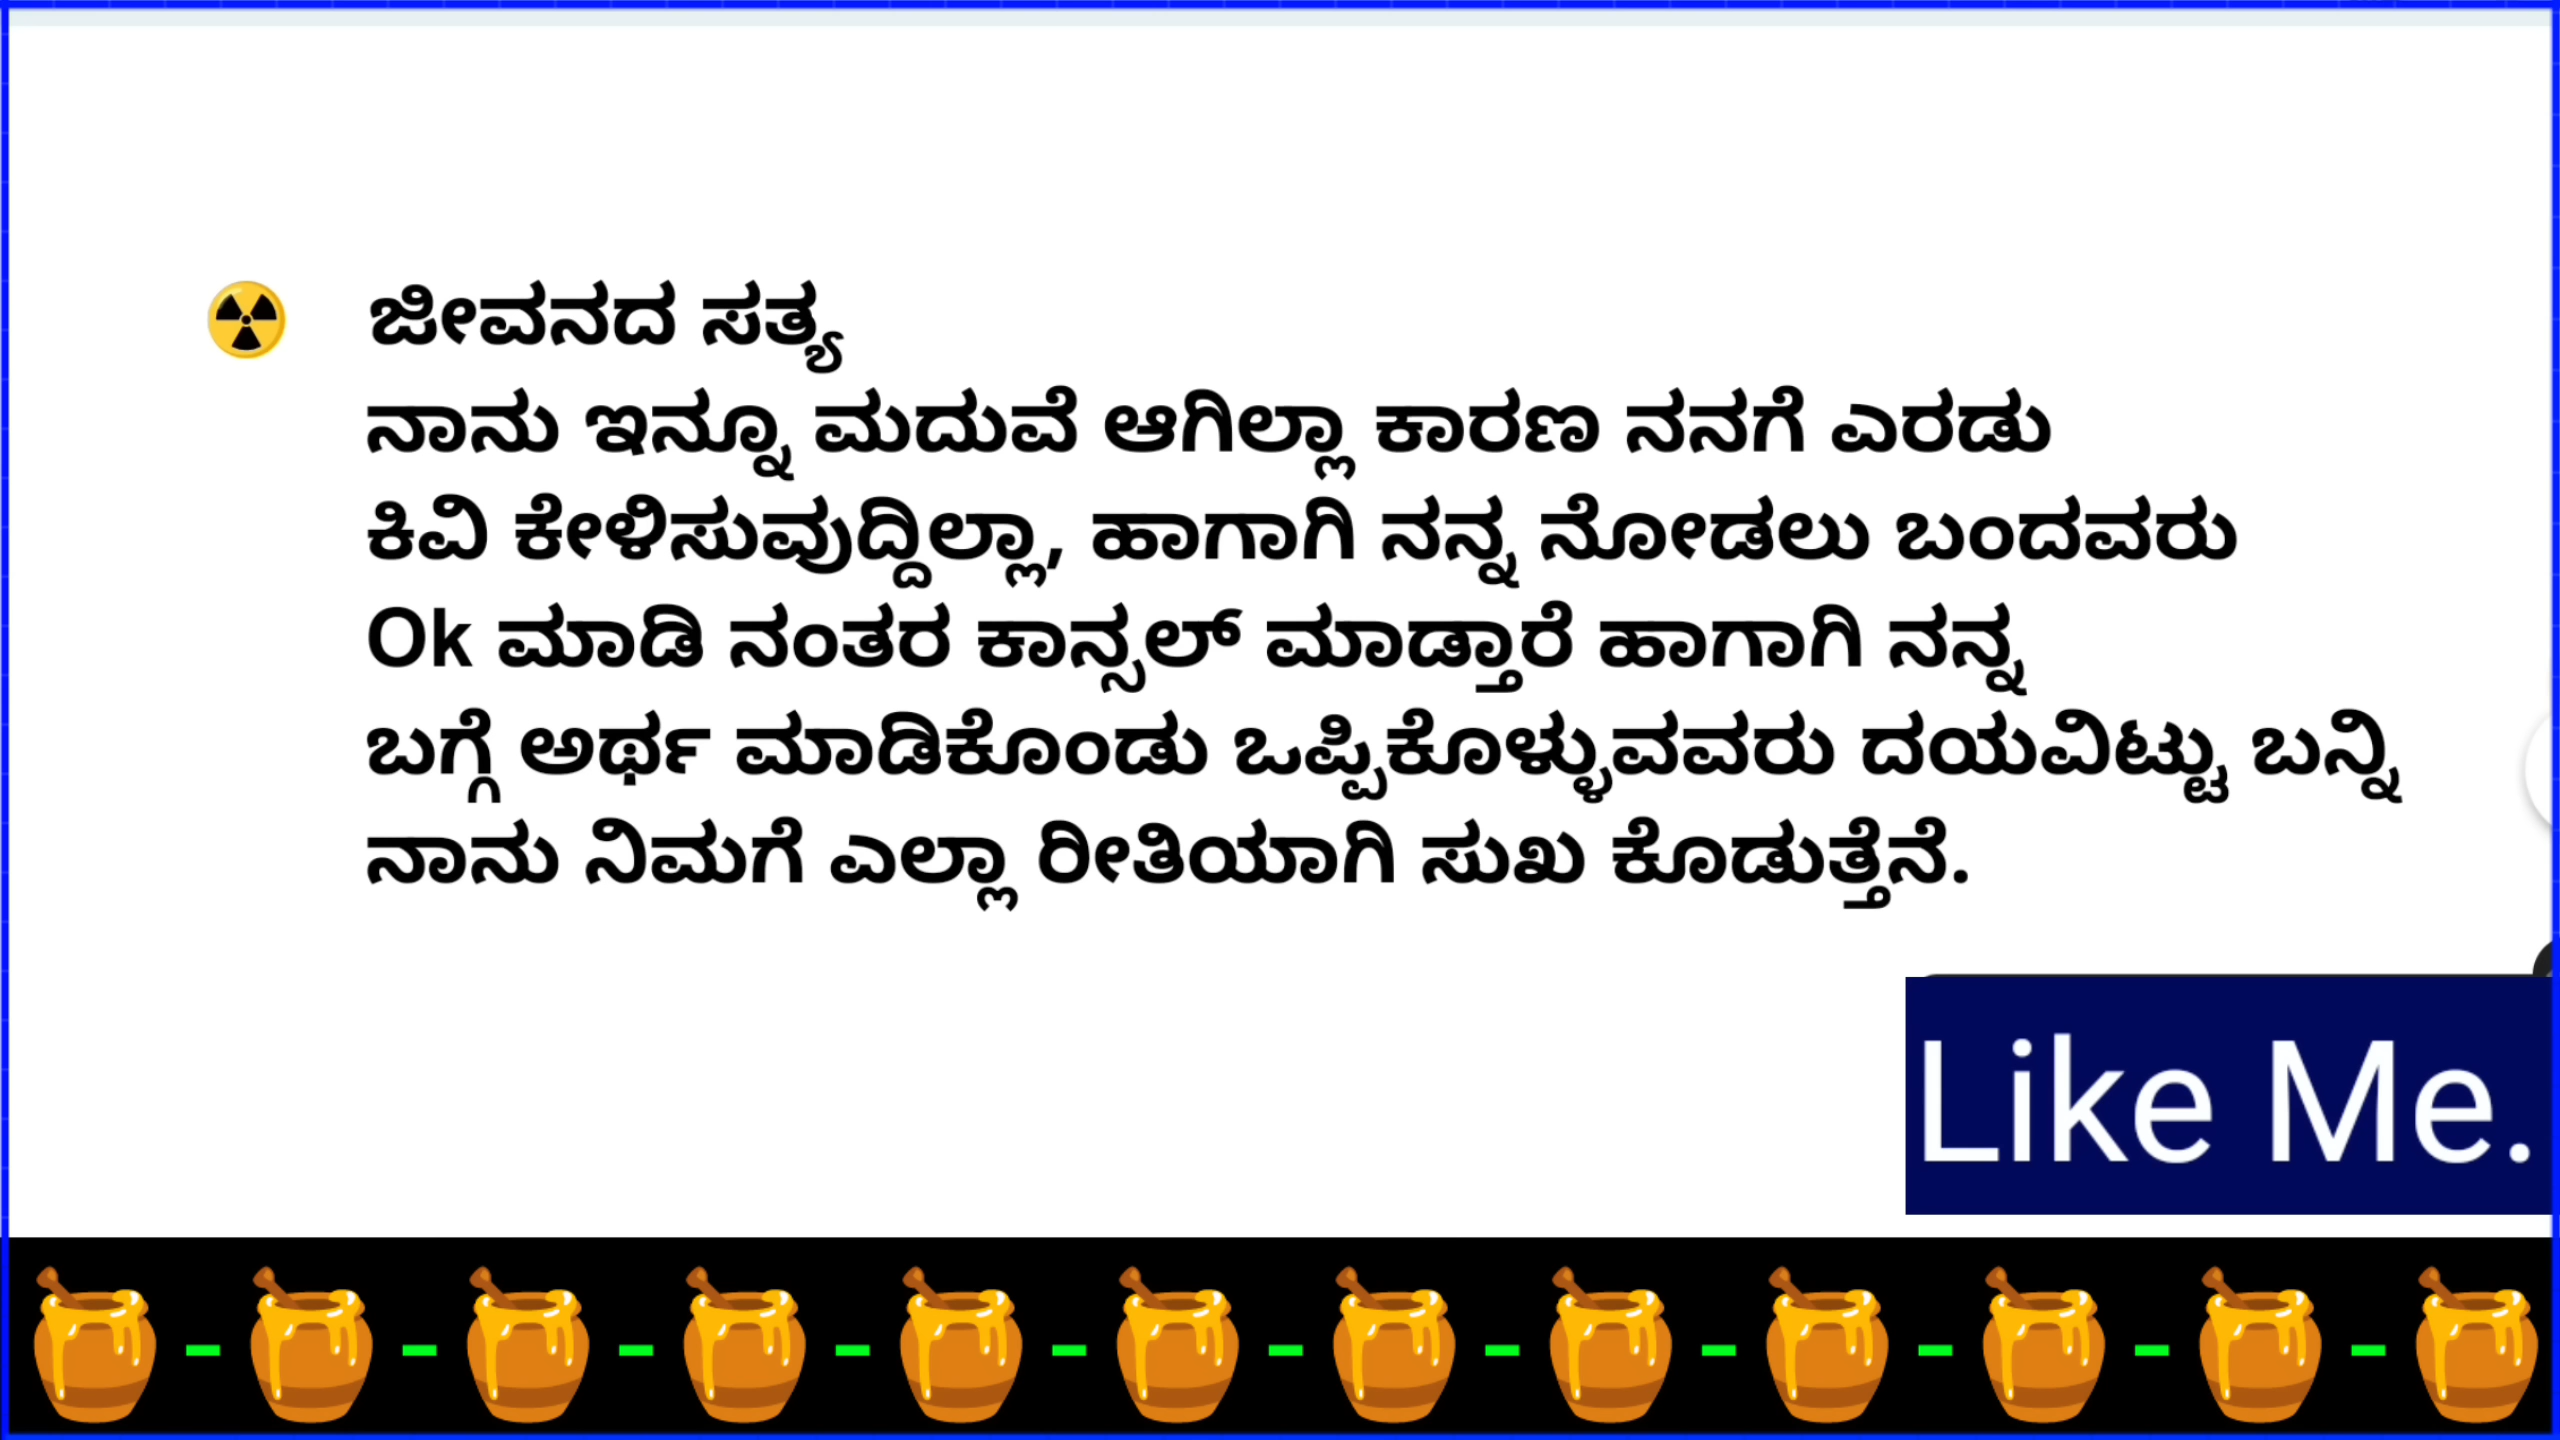 ಜೀವನದ ಸತ್ಯ
ನಾನು ಇನ್ನೂ ಮದುವೆ ಆಗಿಲ್ಲಾ ಕಾರಣ ನನಗೆ ಎರಡು
ಕಿವಿ ಕೇಳಿಸುವುದ್ದಿಲ್ಲಾ, ಹಾಗಾಗಿ ನನ್ನ ನೋಡಲು ಬಂದವರು
Ok ಮಾಡಿ ನಂತರ ಕಾನ್ಸಲ್ ಮಾಡ್ತಾರೆ ಹಾಗಾಗಿ ನನ್ನ
ಬಗ್ಗೆ ಅರ್ಥ ಮಾಡಿಕೊಂಡು ಒಪ್ಪಿಕೊಳ್ಳುವವರು ದಯವಿಟ್ಟು ಬನ್ನಿ
ನಾನು ನಿಮಗೆ ಎಲ್ಲಾ ರೀತಿಯಾಗಿ ಸುಖ ಕೊಡುತ್ತೆನೆ.
Like Me.